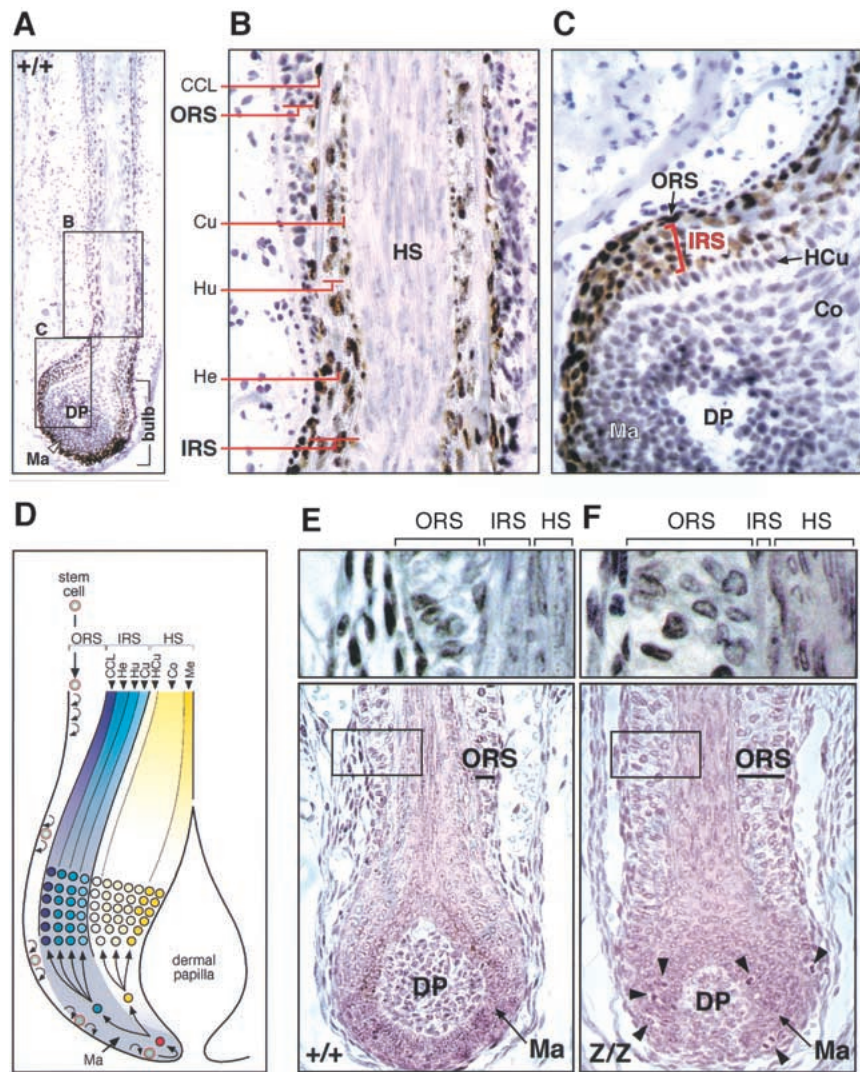 A
+/+
B
C
DP
Ma
bulb
B
CCL
ORS
Cu
Hu
He
IRS
HS
C
ORS
IRS
HCu
Co
Ma
DP
D
stem
cell
ORS IRS HS
CCL He Hu Cu HCu Co Me
dermal
papilla
Ma
E
ORS IRS HS
ORS
DP
+/+
Ma
F
ORS IRS HS
ORS
DP
Z/Z
Ma